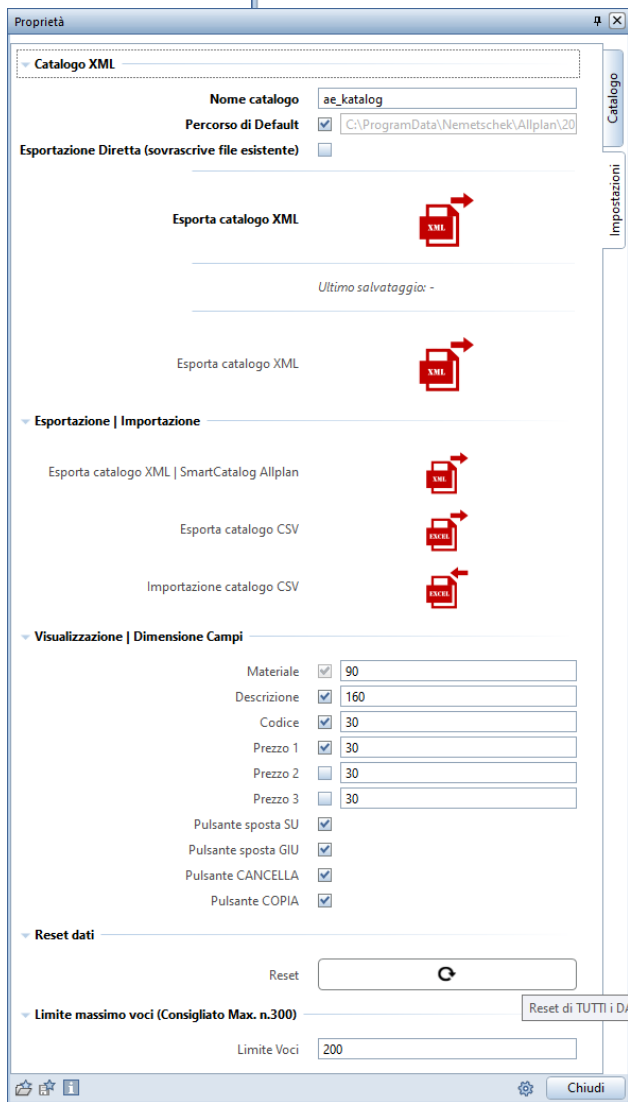 Proprietà
Catalogo XML
Nome catalogo ae_katalog
Percorso di Default C:\ProgramData\Nemetschek\Allplan\20
Esportazione Diretta (sovrascrive file esistente)
Esporta catalogo XML XML
Ultimo salvataggio: -
Esporta catalogo XML XML
Esportazione | Importazione
Esporta catalogo XML | SmartCatalog Allplan XML
Esporta catalogo CSV EXCEL
Importazione catalogo CSV EXCEL
Visualizzazione | Dimensione Campi
Materiale 90
Descrizione 160
Codice 30
Prezzo 1 30
Prezzo 2 30
Prezzo 3 30
Pulsante sposta SU
Pulsante sposta GIU
Pulsante CANCELLA
Pulsante COPIA
Reset dati
Reset
Reset di TUTTI i DA
Limite massimo voci (Consigliato Max. n.300)
Limite Voci 200
Chiudi
Catalogo
Impostazioni